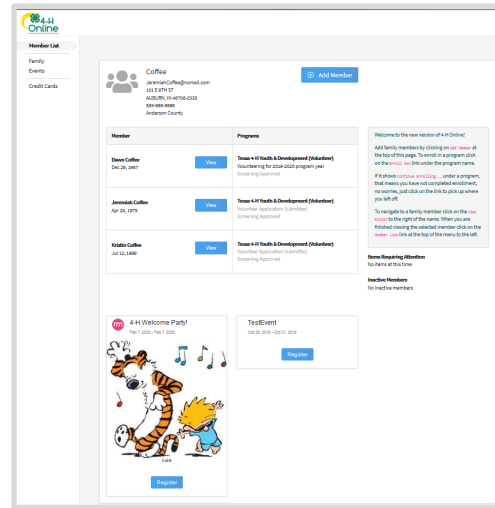 4-H
Online
Member List
Family
Events
Credit Cards
Coffee
JeremiahCoffee@nomail.com
101 E 9TH ST
AUBURN, IN 46706-2335
Anderson County
Add Member
Member
Programs
Dawn Coffee
Dec 29, 1987
View
Texas 4-H Youth & Development (Volunteer)
Volunteering for 2019-2020 program year
Screening Approved
Jeremiah Coffee
Apr 28, 1979
View
Texas 4-H Youth & Development (Volunteer)
Volunteer Application Submitted
Screening Approved
Kristin Coffee
Jul 12, 1989
View
Texas 4-H Youth & Development (Volunteer)
Volunteer Application Submitted
Screening Approved
Welcome to the new version of 4-H Online!
Add family members by clicking on Add Member at
the top of this page. To enroll in a program click
on the Enroll Now link under the program name.
If it shows Continue enrolling... under a program,
that means you have not completed enrollment,
no worries, just click on the link to pick up where
you left off.
To navigate to a family member click on the View
Button to the right of the name. When you are
finished viewing the selected member click on the
Member List link at the top of the menu to the left.
Items Requiring Attention
No items at this time
Inactive Members
No inactive members
4-H Welcome Party!
Feb 7, 2020 - Feb 7, 2020
Register
TestEvent
Oct 29, 2019 - Oct 31, 2019
Register